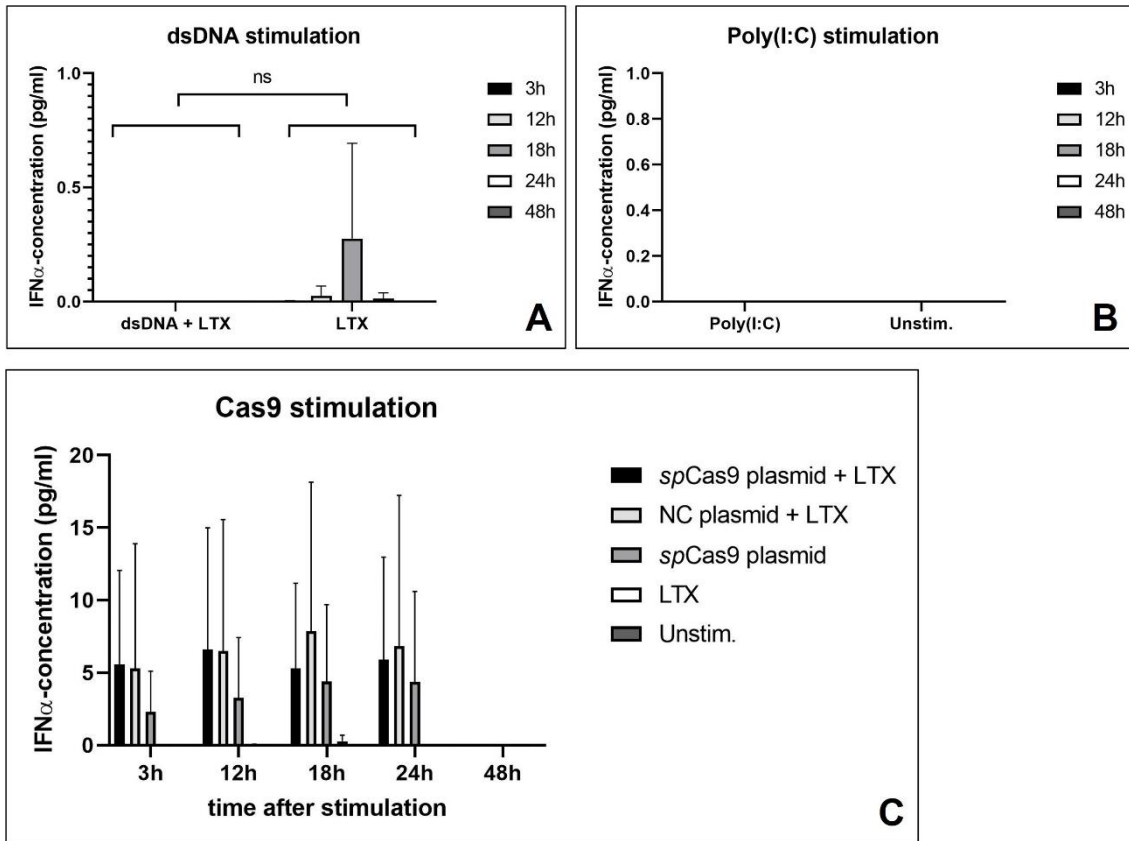 dsDNA stimulation
IFNα-concentration (pg/ml)
1.0
0.5
0.0
ns
dsDNA + LTX
LTX
3h
12h
18h
24h
48h
A
Poly(I:C) stimulation
IFNα-concentration (pg/ml)
1.0
0.8
0.6
0.4
0.2
0.0
Poly(I:C)
Unstim.
3h
12h
18h
24h
48h
B
Cas9 stimulation
IFNα-concentration (pg/ml)
20
15
10
5
0
3h
12h
18h
24h
48h
time after stimulation
spCas9 plasmid + LTX
NC plasmid + LTX
spCas9 plasmid
LTX
Unstim.
C